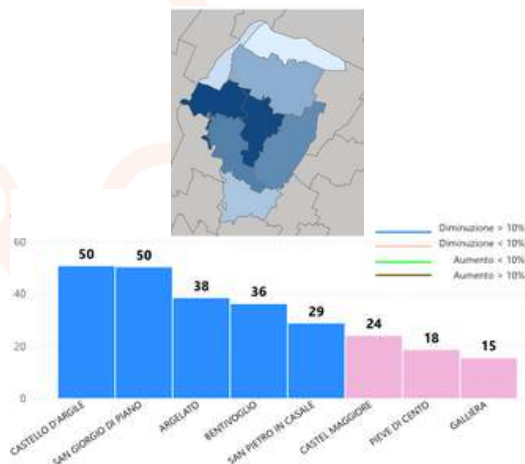 Diminuzione > 10%
Diminuzione < 10%
Aumento < 10%
Aumento > 10%
60
40
20
0
50
50
38
36
29
24
18
15
CASTELLO D'ARGILE
SAN GIORGIO DI PIANO
ARGELATO
BENTIVOGLIO
SAN PIETRO IN CASALE
CASTEL MAGGIORE
PIEVE DI CENTO
GALLIERA